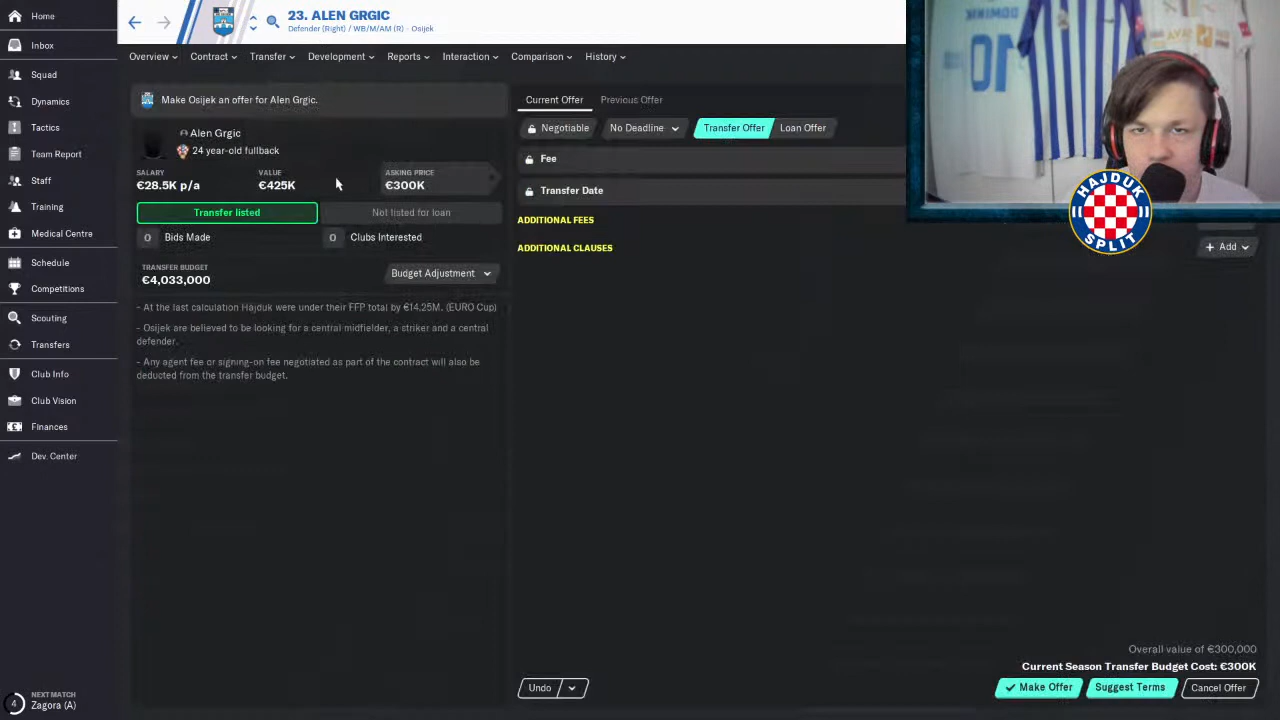 Home
Inbox
Squad
Dynamics
Tactics
Team Report
Staff
Training
Medical Centre
Schedule
Competitions
Scouting
Transfers
Club Info
Club Vision
Finances
Dev. Center
4
NEXT MATCH
Zagora (A)
23. ALEN GRGIC
Defender (Right) / WB/M/AM (R) - Osijek
Overview Contract Transfer Development Reports Interaction Comparison History
Make Osijek an offer for Alen Grgic.
Alen Grgic
24 year-old fullback
SALARY VALUE ASKING PRICE
€28.5K p/a €425K €300K
Transfer listed Not listed for loan
0 Bids Made 0 Clubs Interested
TRANSFER BUDGET
€4,033,000
Budget Adjustment
- At the last calculation Hajduk were under their FFP total by €14.25M. (EURO Cup)
- Osijek are believed to be looking for a central midfielder, a striker and a central
defender.
- Any agent fee or signing-on fee negotiated as part of the contract will also be
deducted from the transfer budget.
Current Offer Previous Offer
Negotiable No Deadline Transfer Offer Loan Offer
Fee
Transfer Date
ADDITIONAL FEES
ADDITIONAL CLAUSES
+ Add
Overall value of €300,000
Current Season Transfer Budget Cost: €300K
Undo
Make Offer Suggest Terms Cancel Offer
DOMINIK
10
HAJDUK
SPLIT